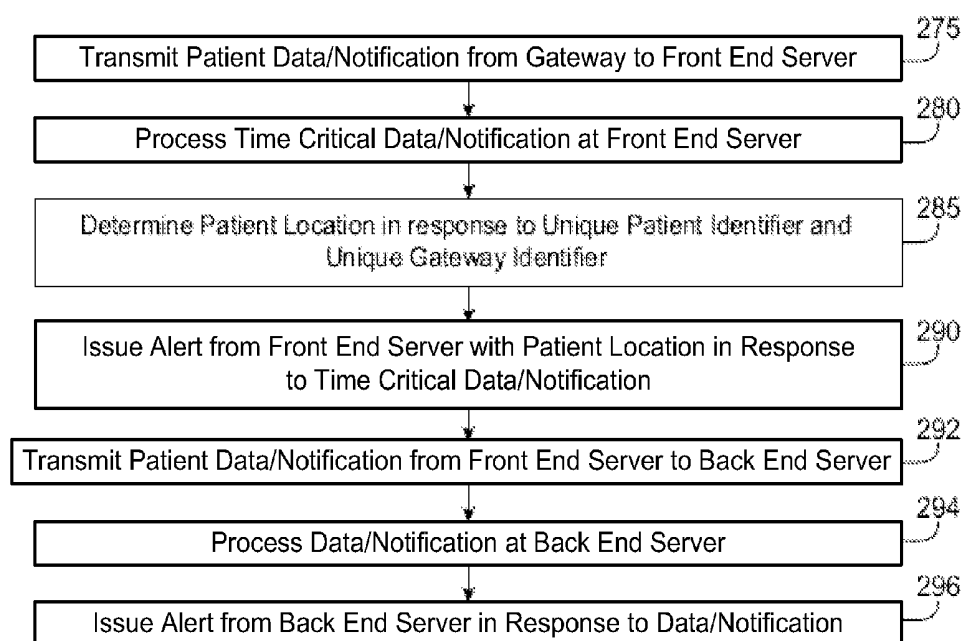 275
Transmit Patient Data/Notification from Gateway to Front End Server
280
Process Time Critical Data/Notification at Front End Server
285
Determine Patient Location in response to Unique Patient Identifier and
Unique Gateway Identifier
290
Issue Alert from Front End Server with Patient Location in Response
to Time Critical Data/Notification
292
Transmit Patient Data/Notification from Front End Server to Back End Server
294
Process Data/Notification at Back End Server
296
Issue Alert from Back End Server in Response to Data/Notification